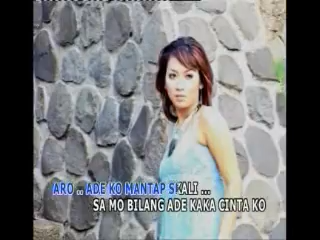 ARO .. ADE KO MANTAP SKALI ...
SA MO BILANG ADE KAKA CINTA KO